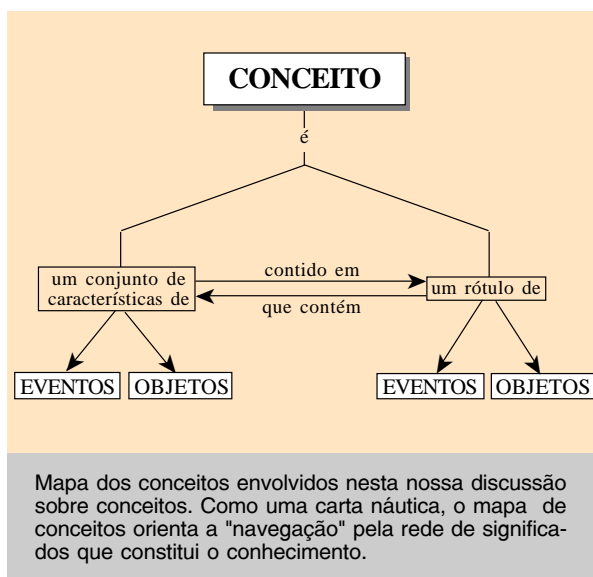 CONCEITO
é
um conjunto de
características de
contido em
que contém
um rótulo de
EVENTOS OBJETOS
EVENTOS OBJETOS
Mapa dos conceitos envolvidos nesta nossa discussão
sobre conceitos. Como uma carta náutica, o mapa de
conceitos orienta a "navegação" pela rede de significa-
dos que constitui o conhecimento.